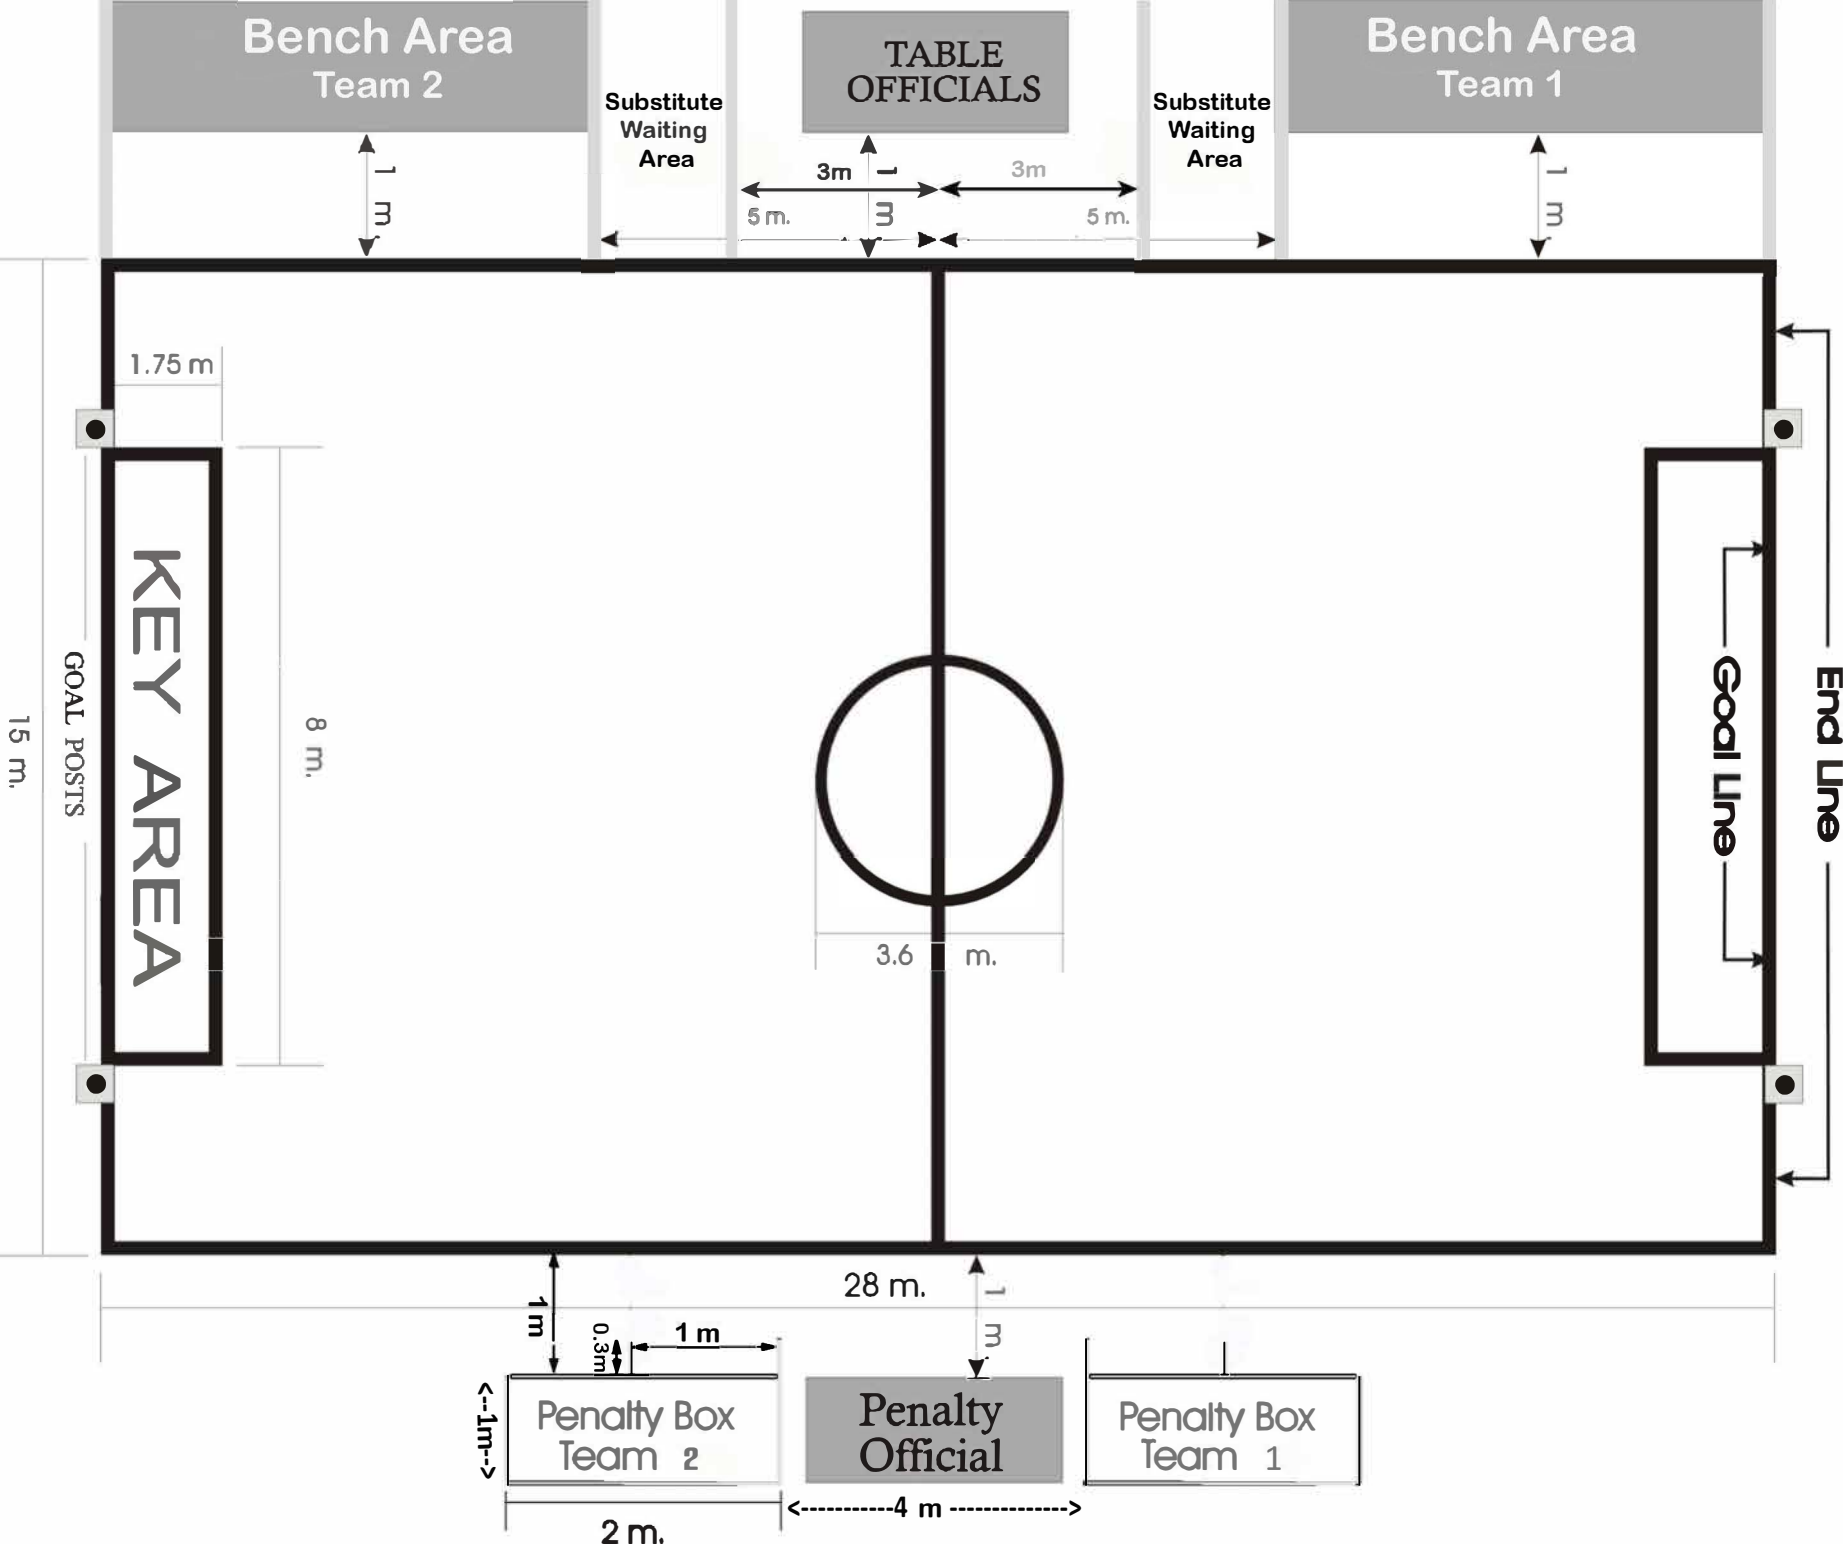 Bench Area
Team 2
Substitute
Waiting
Area
TABLE
OFFICIALS
Substitute
Waiting
Area
Bench Area
Team 1
1 m.
3m
1 m.
3m
1 m.
5 m.
5 m.
1.75 m
KEY AREA
GOAL POSTS
15 m.
8 m.
3.6 m.
Goal Line
End Line
28 m.
1 m
0.3m
1 m
1 m.
<--1m-->
Penalty Box
Team 2
Penalty
Official
Penalty Box
Team 1
2 m.
<-----------4 m ------------>